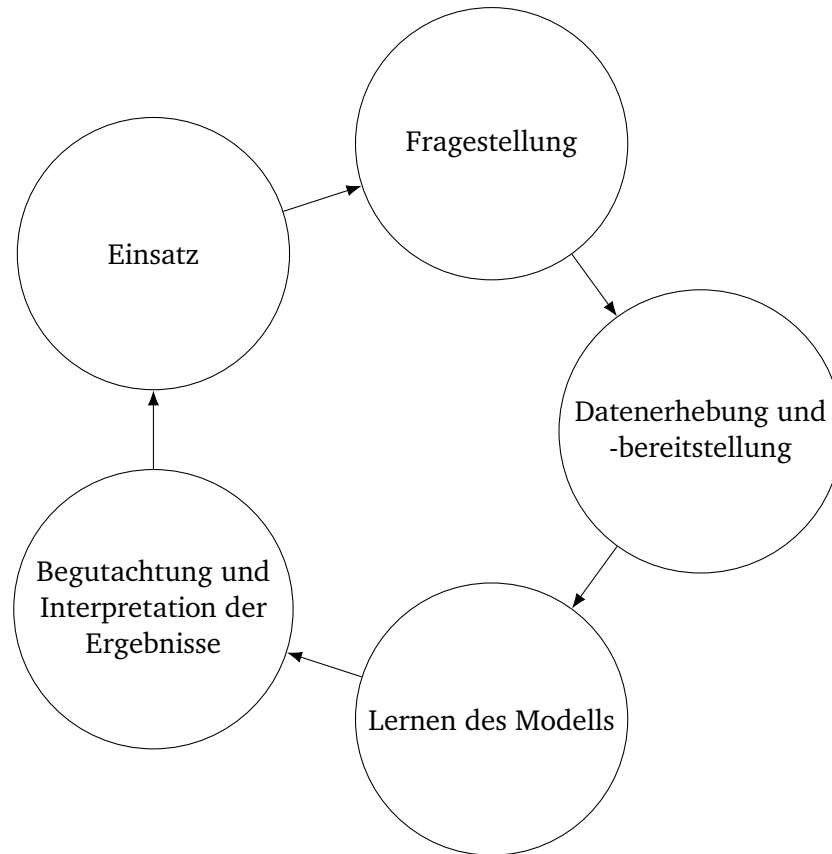 Fragestellung
Einsatz
Datenerhebung und
-bereitstellung
Begutachtung und
Interpretation der
Ergebnisse
Lernen des Modells